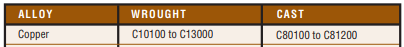 ALLOY WROUGHT CAST
Copper C10100 to C13000 C80100 to C81200